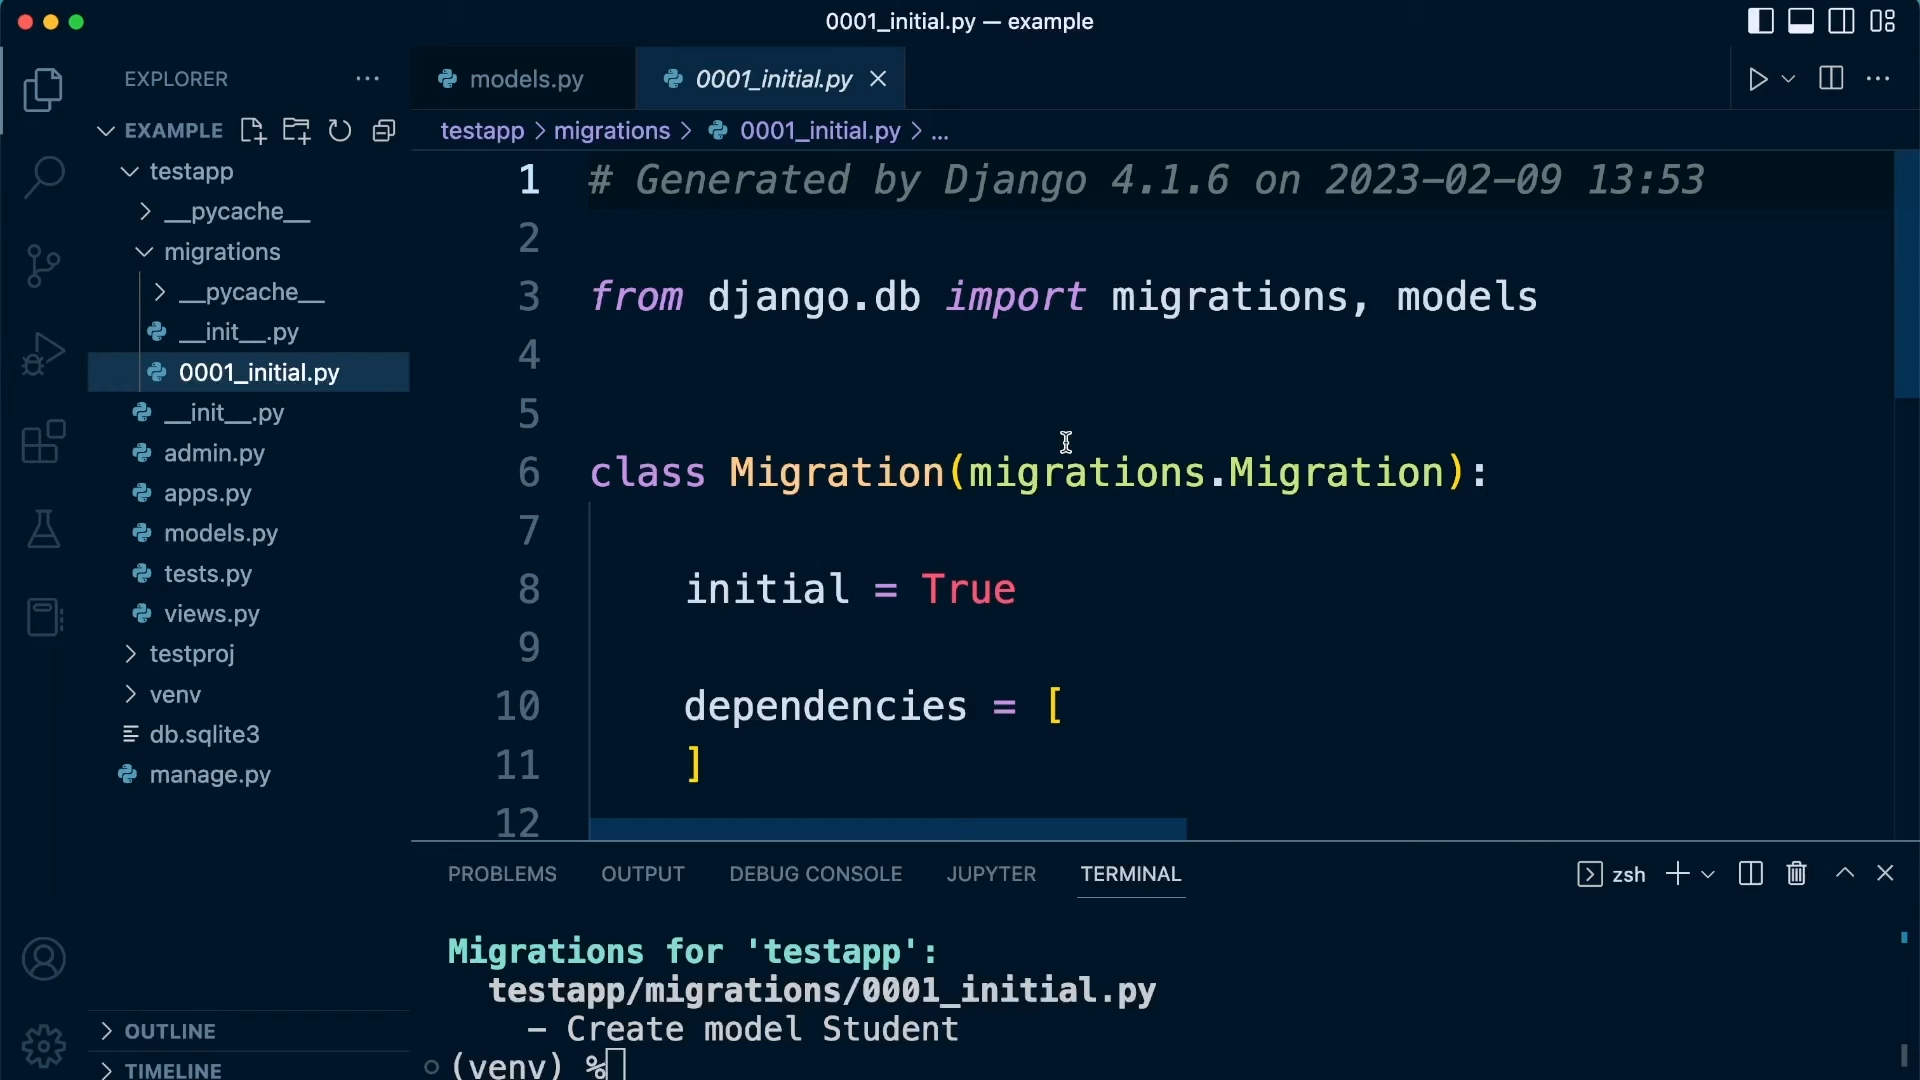 0001_initial.py — example
EXPLORER
models.py
0001_initial.py
EXAMPLE
testapp > migrations > 0001_initial.py > ...
testapp
__pycache__
migrations
__pycache__
__init__.py
0001_initial.py
__init__.py
admin.py
apps.py
models.py
tests.py
views.py
testproj
venv
db.sqlite3
manage.py
OUTLINE
TIMELINE
1 # Generated by Django 4.1.6 on 2023-02-09 13:53
2
3 from django.db import migrations, models
4
5
6 class Migration(migrations.Migration):
7
8 initial = True
9
10 dependencies = [
11 ]
12
PROBLEMS OUTPUT DEBUG CONSOLE JUPYTER TERMINAL
zsh
Migrations for 'testapp':
testapp/migrations/0001_initial.py
- Create model Student
(venv) %